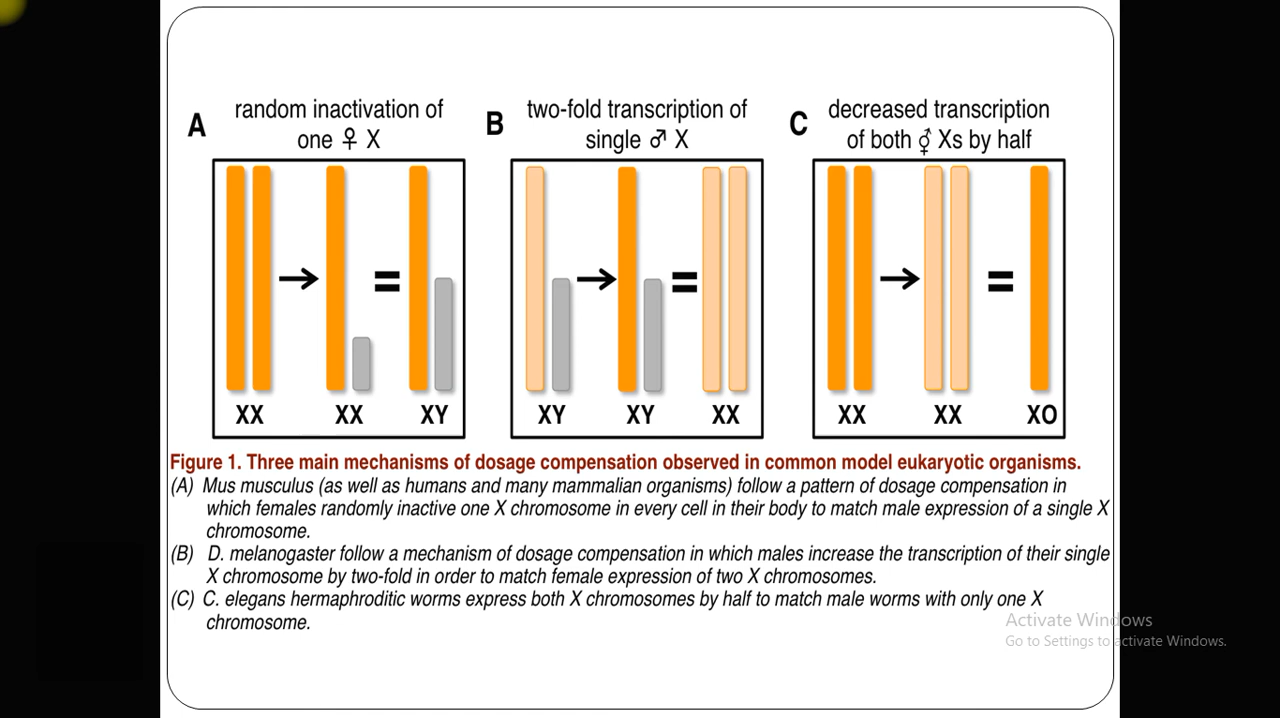 A
random inactivation of
one ♀ X
B
two-fold transcription of
single ♂ X
C
decreased transcription
of both ⚥ Xs by half
XX
XX
XY
=
XY
XY
XX
=
XX
XX
XO
=
Figure 1. Three main mechanisms of dosage compensation observed in common model eukaryotic organisms.
(A) Mus musculus (as well as humans and many mammalian organisms) follow a pattern of dosage compensation in
which females randomly inactive one X chromosome in every cell in their body to match male expression of a single X
chromosome.
(B) D. melanogaster follow a mechanism of dosage compensation in which males increase the transcription of their single
X chromosome by two-fold in order to match female expression of two X chromosomes.
(C) C. elegans hermaphroditic worms express both X chromosomes by half to match male worms with only one X
chromosome.
Activate Windows
Go to Settings to activate Windows.